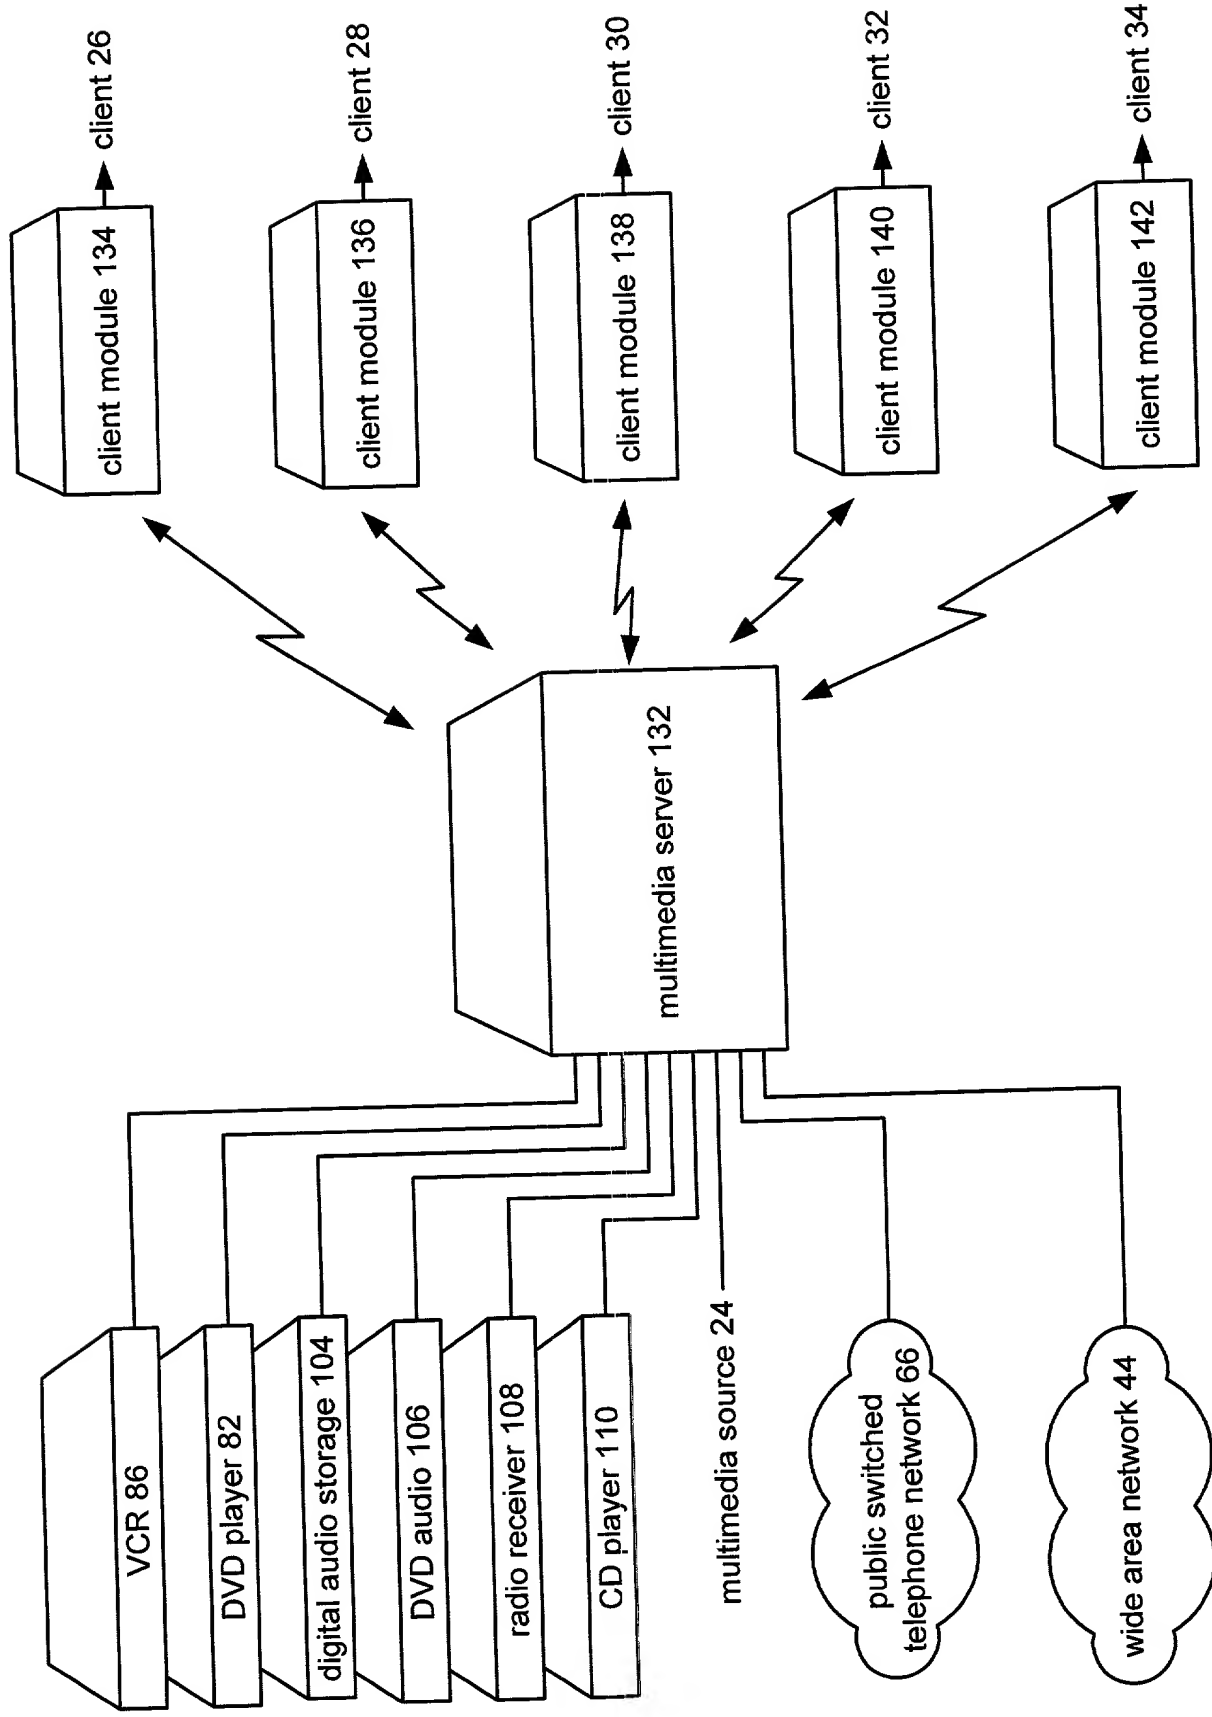 VCR 86
DVD player 82
digital audio storage 104
DVD audio 106
radio receiver 108
CD player 110
multimedia source 24
public switched
telephone network 66
wide area network 44
multimedia server 132
client module 134
client 26
client module 136
client 28
client module 138
client 30
client module 140
client 32
client module 142
client 34